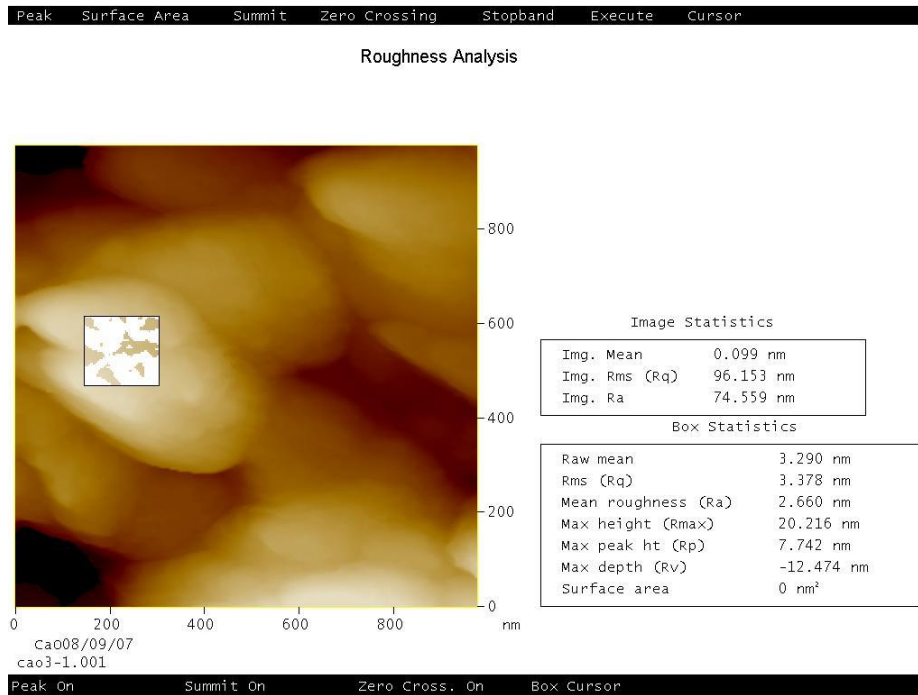 Peak Surface Area Summit Zero Crossing Stopband Execute Cursor
Roughness Analysis
800
600
400
200
0
0 200 400 600 800 nm
CaO08/09/07
cao3-1.001
Image Statistics
Img. Mean 0.099 nm
Img. Rms (Rq) 96.153 nm
Img. Ra 74.559 nm
Box Statistics
Raw mean 3.290 nm
Rms (Rq) 3.378 nm
Mean roughness (Ra) 2.660 nm
Max height (Rmax) 20.216 nm
Max peak ht (Rp) 7.742 nm
Max depth (Rv) -12.474 nm
Surface area 0 nm²
Peak On Summit On Zero Cross. On Box Cursor